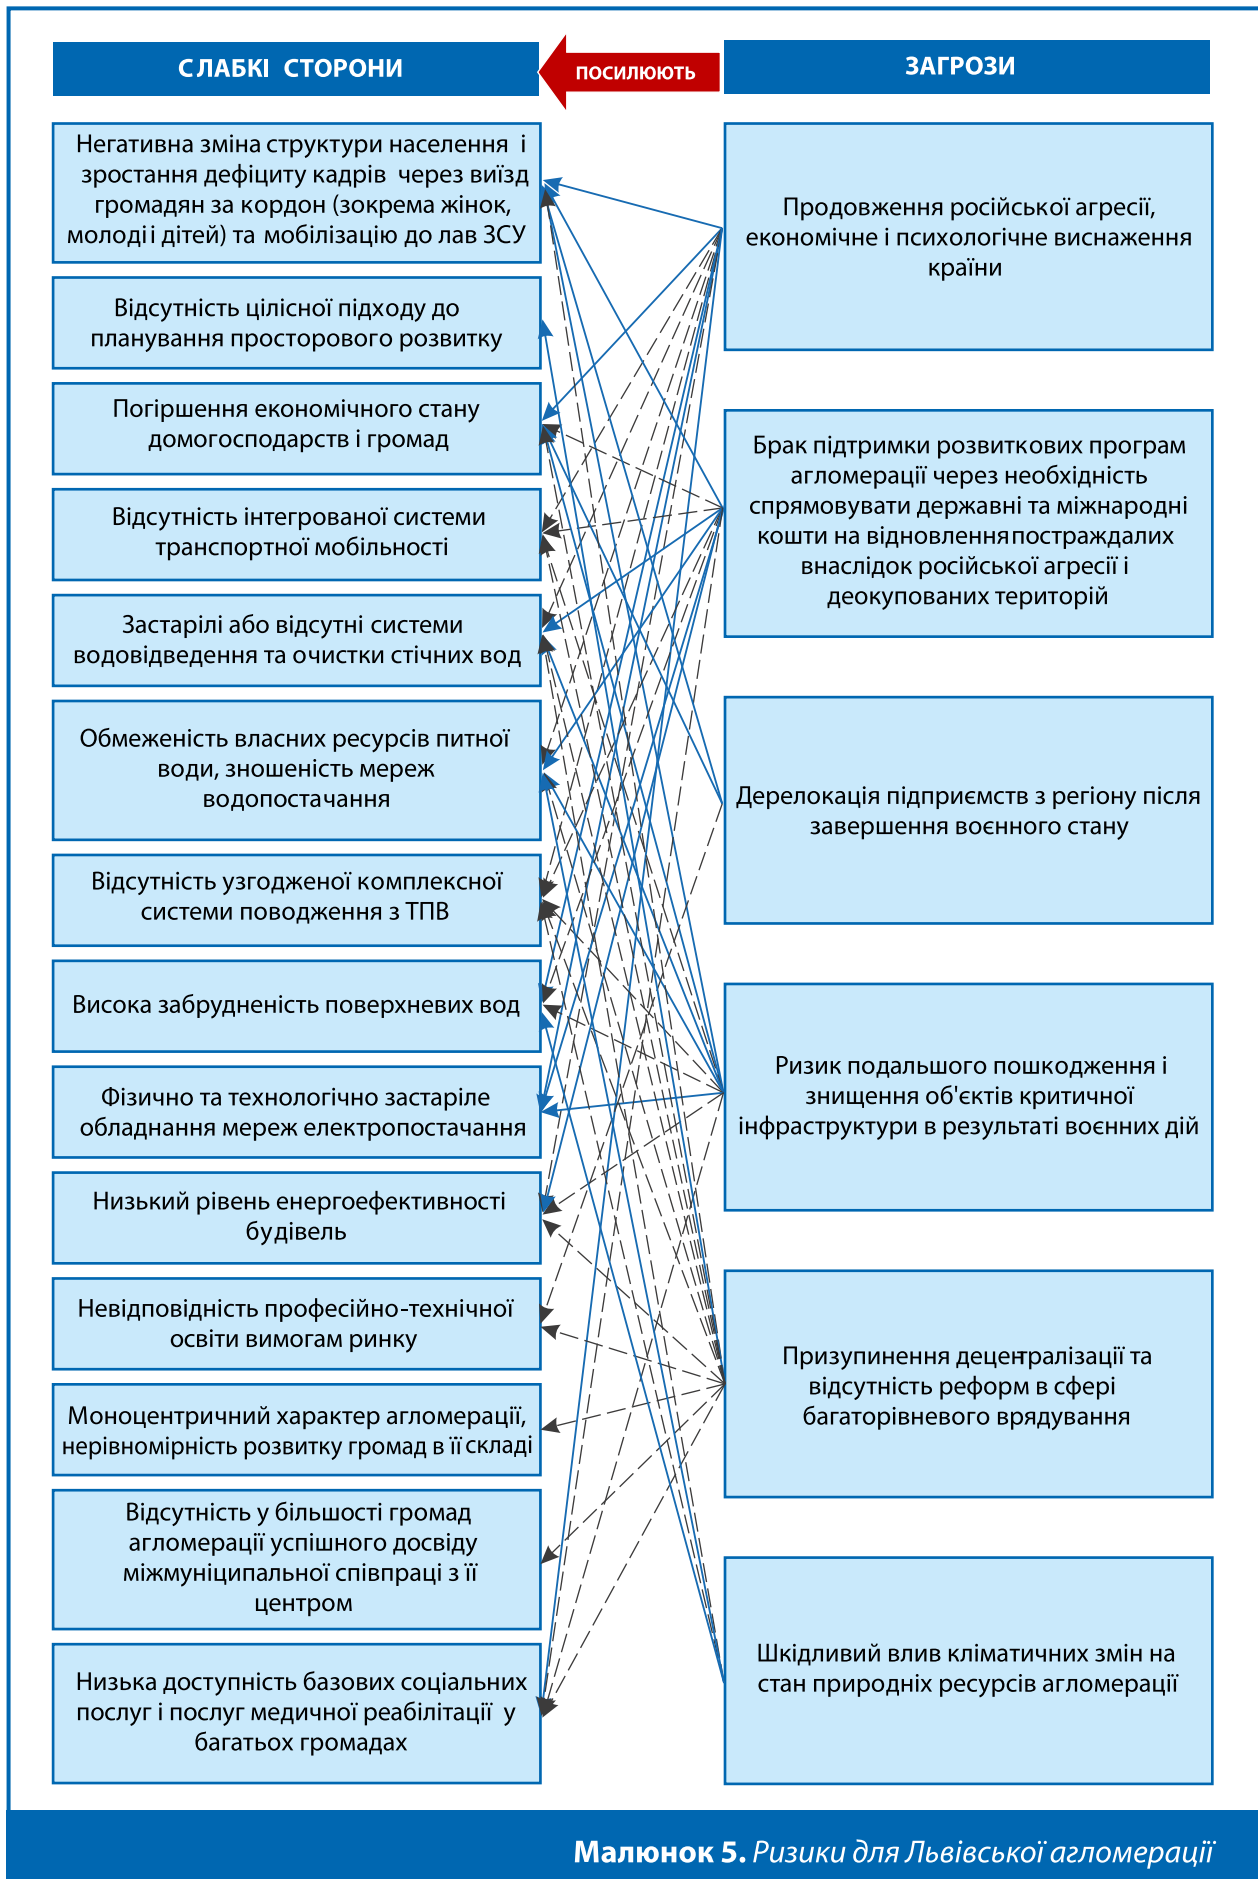 СЛАБКІ СТОРОНИ
ПОСИЛЮЮТЬ
ЗАГРОЗИ
Негативна зміна структури населення і
зростання дефіциту кадрів через виїзд
громадян за кордон (зокрема жінок,
молоді і дітей) та мобілізацію до лав ЗСУ
Відсутність цілісної підходу до
планування просторового розвитку
Погіршення економічного стану
домогосподарств і громад
Відсутність інтегрованої системи
транспортної мобільності
Застарілі або відсутні системи
водовідведення та очистки стічних вод
Обмеженість власних ресурсів питної
води, зношеність мереж
водопостачання
Відсутність узгодженої комплексної
системи поводження з ТПВ
Висока забрудненість поверхневих вод
Фізично та технологічно застаріле
обладнання мереж електропостачання
Низький рівень енергоефективності
будівель
Невідповідність професійно-технічної
освіти вимогам ринку
Моноцентричний характер агломерації,
нерівномірність розвитку громад в її складі
Відсутність у більшості громад
агломерації успішного досвіду
міжмуніципальної співпраці з її
центром
Низька доступність базових соціальних
послуг і послуг медичної реабілітації у
багатьох громадах
Продовження російської агресії,
економічне і психологічне виснаження
країни
Брак підтримки розвиткових програм
агломерації через необхідність
спрямовувати державні та міжнародні
кошти на відновлення постраждалих
внаслідок російської агресії і
деокупованих територій
Дерелокація підприємств з регіону після
завершення воєнного стану
Ризик подальшого пошкодження і
знищення об'єктів критичної
інфраструктури в результаті воєнних дій
Призупинення децентралізації та
відсутність реформ в сфері
багаторівневого врядування
Шкідливий влив кліматичних змін на
стан природніх ресурсів агломерації
Малюнок 5. Ризики для Львівської агломерації